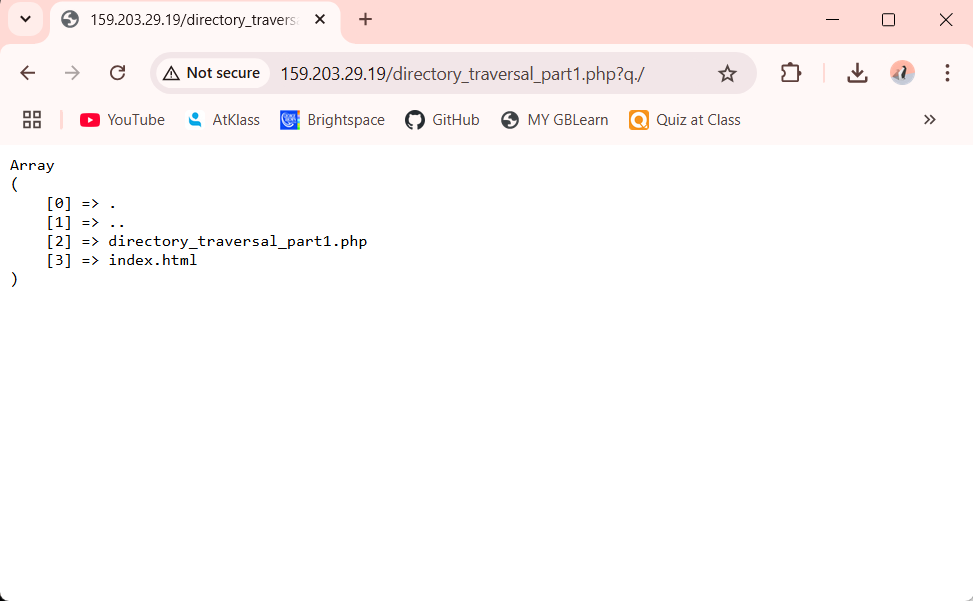 159.203.29.19/directory_travers
Not secure 159.203.29.19/directory_traversal_part1.php?q./
YouTube AtKlass Brightspace GitHub MY GBLearn Quiz at Class
Array
(
[0] => .
[1] => ..
[2] => directory_traversal_part1.php
[3] => index.html
)